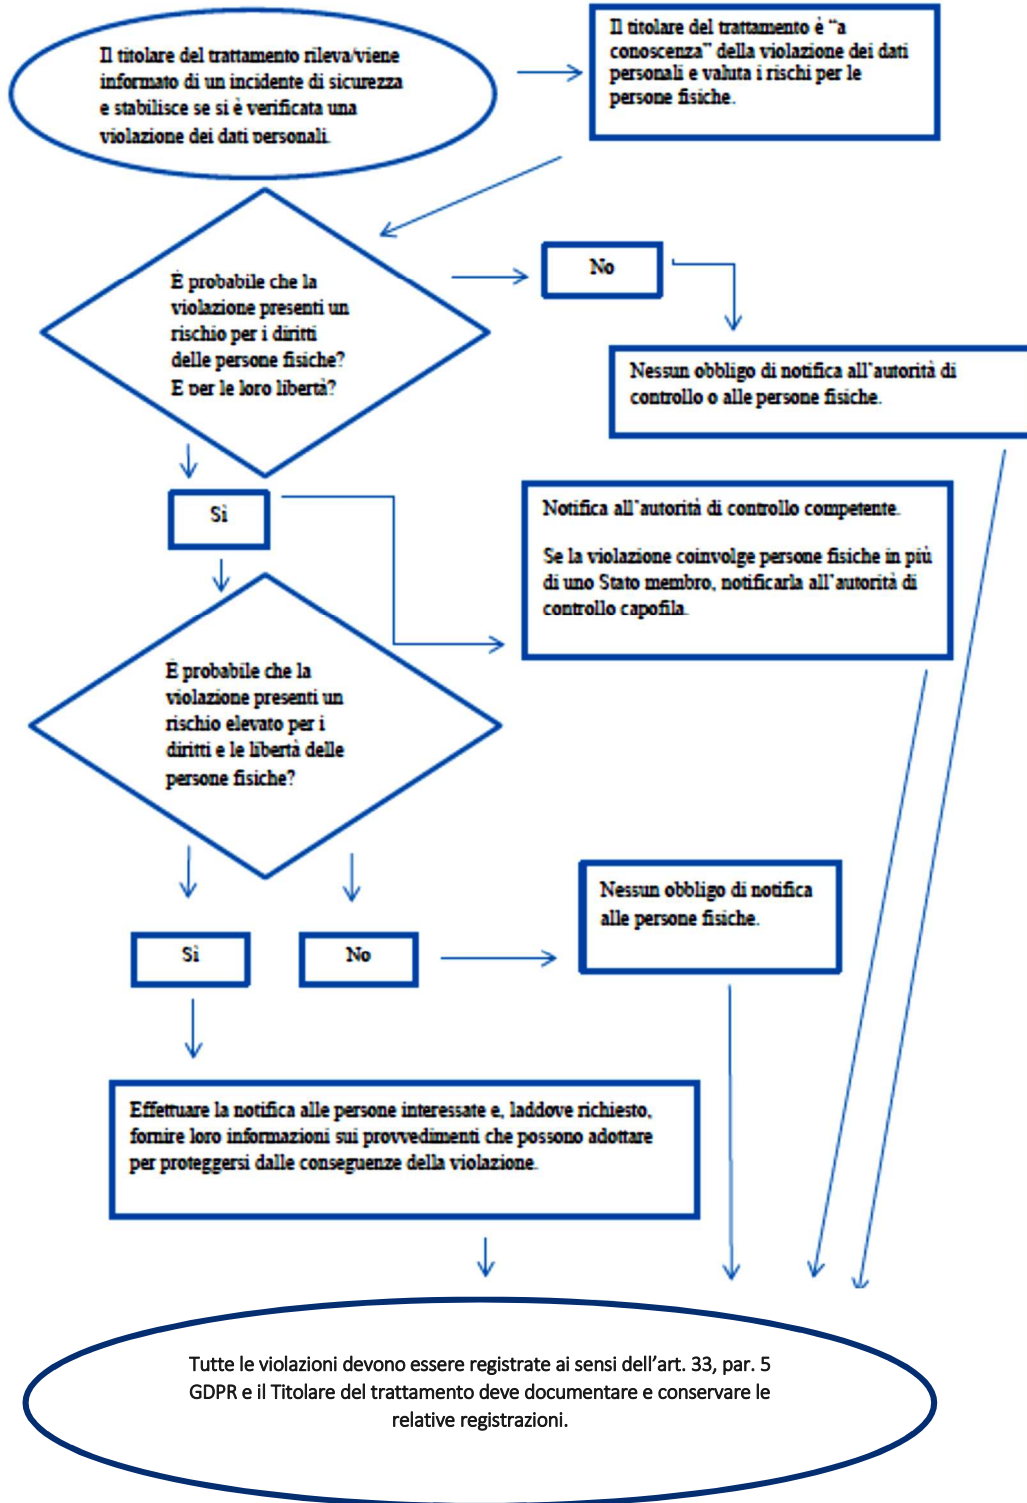 Il titolare del trattamento rileva/viene
informato di un incidente di sicurezza
e stabilisce se si è verificata una
violazione dei dati personali.
Il titolare del trattamento è “a
conoscenza” della violazione dei dati
personali e valuta i rischi per le
persone fisiche.
È probabile che la
violazione presenti un
rischio per i diritti
delle persone fisiche?
E per le loro libertà?
No
Nessun obbligo di notifica all’autorità di
controllo o alle persone fisiche.
Sì
Notifica all’autorità di controllo competente.
Se la violazione coinvolge persone fisiche in più
di uno Stato membro, notificarla all’autorità di
controllo capofila.
È probabile che la
violazione presenti un
rischio elevato per i
diritti e le libertà delle
persone fisiche?
Sì
No
Nessun obbligo di notifica
alle persone fisiche.
Effettuare la notifica alle persone interessate e, laddove richiesto,
fornire loro informazioni sui provvedimenti che possono adottare
per proteggersi dalle conseguenze della violazione.
Tutte le violazioni devono essere registrate ai sensi dell’art. 33, par. 5
GDPR e il Titolare del trattamento deve documentare e conservare le
relative registrazioni.